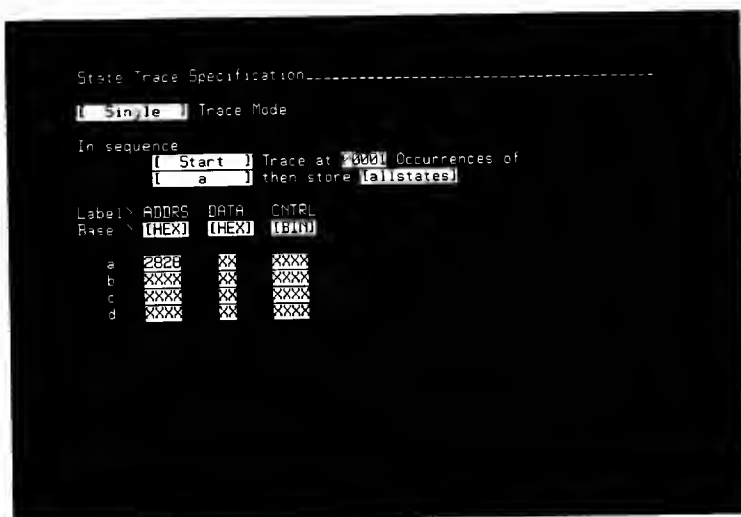 State Trace Specification
[ Single ] Trace Mode
In sequence
[ Start ] Trace at 0001 Occurrences of
[ a ] then store [allstates]
Label> ADDRS DATA CNTRL
Base > [HEX] [HEX] [BIN]
a 2828 XX XXXX
b XXXX XX XXXX
c XXXX XX XXXX
d XXXX XX XXXX